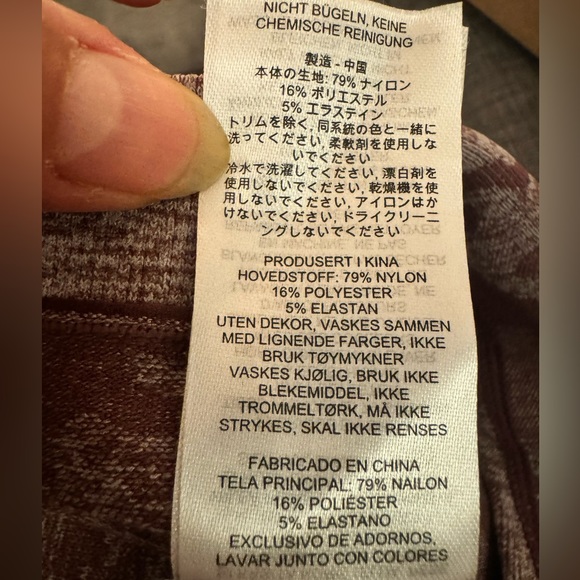 NICHT BÜGELN, KEINE
CHEMISCHE REINIGUNG
製造 - 中国
本体の生地: 79% ナイロン
16% ポリエステル
5% エラステイン
トリムを除く, 同系統の色と一緒に
洗ってください, 柔軟剤を使用しな
いでください
冷水で洗濯してください, 漂白剤を
使用しないでください, 乾燥機を使
用しないでください, アイロンはか
けないでください, ドライクリーニ
ングしないでください
PRODUSERT I KINA
HOVEDSTOFF: 79% NYLON
16% POLYESTER
5% ELASTAN
UTEN DEKOR, VASKES SAMMEN
MED LIGNENDE FARGER, IKKE
BRUK TØYMYKNER
VASKES KJØLIG, BRUK IKKE
BLEKEMIDDEL, IKKE
TROMMELTØRK, MÅ IKKE
STRYKES, SKAL IKKE RENSES
FABRICADO EN CHINA
TELA PRINCIPAL: 79% NAILON
16% POLIÉSTER
5% ELASTANO
EXCLUSIVO DE ADORNOS,
LAVAR JUNTO CON COLORES